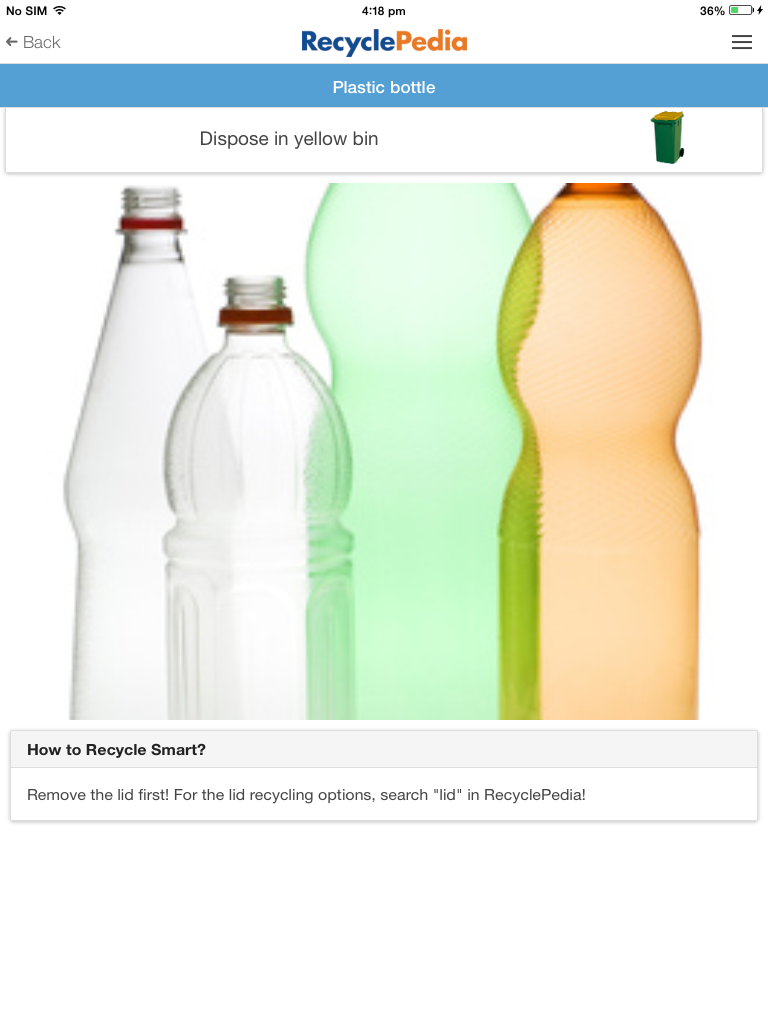 No SIM 4:18 pm 36%
Back RecyclePedia
Plastic bottle
Dispose in yellow bin
How to Recycle Smart?
Remove the lid first! For the lid recycling options, search "lid" in RecyclePedia!